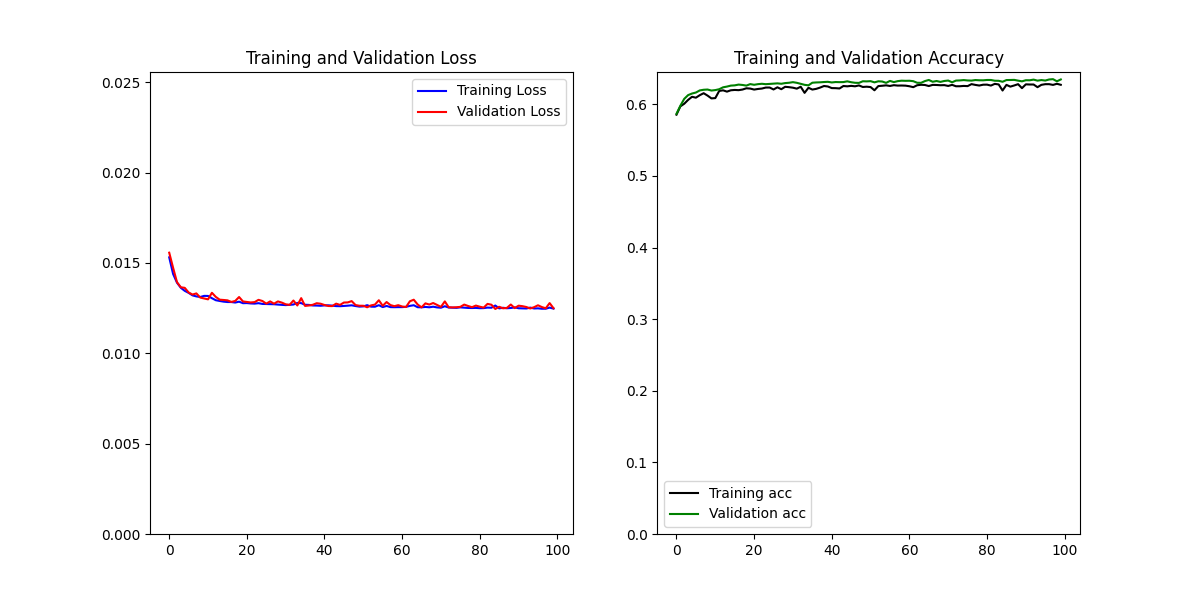 Training and Validation Loss
0.025
0.020
0.015
0.010
0.005
0.000
0 20 40 60 80 100
Training Loss
Validation Loss
Training and Validation Accuracy
0.6
0.5
0.4
0.3
0.2
0.1
0.0
0 20 40 60 80 100
Training acc
Validation acc